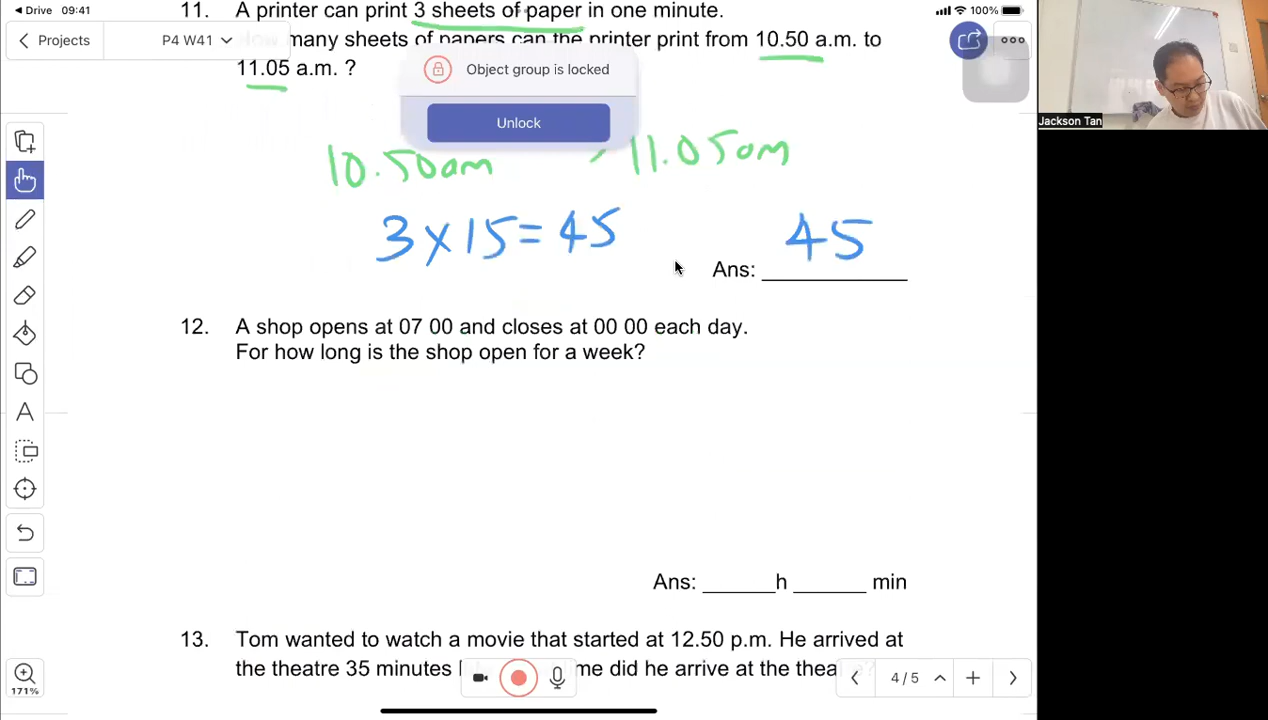 Drive 09:41
100%
Projects
P4 W41
11. A printer can print 3 sheets of paper in one minute.
How many sheets of papers can the printer print from 10.50 a.m. to
11.05 a.m. ?
Object group is locked
Unlock
10.50am 11.05am
3 x 15 = 45
45
Ans:
12. A shop opens at 07 00 and closes at 00 00 each day.
For how long is the shop open for a week?
Ans: h min
13. Tom wanted to watch a movie that started at 12.50 p.m. He arrived at
the theatre 35 minutes me did he arrive at the thea
171%
4 / 5
Jackson Tan